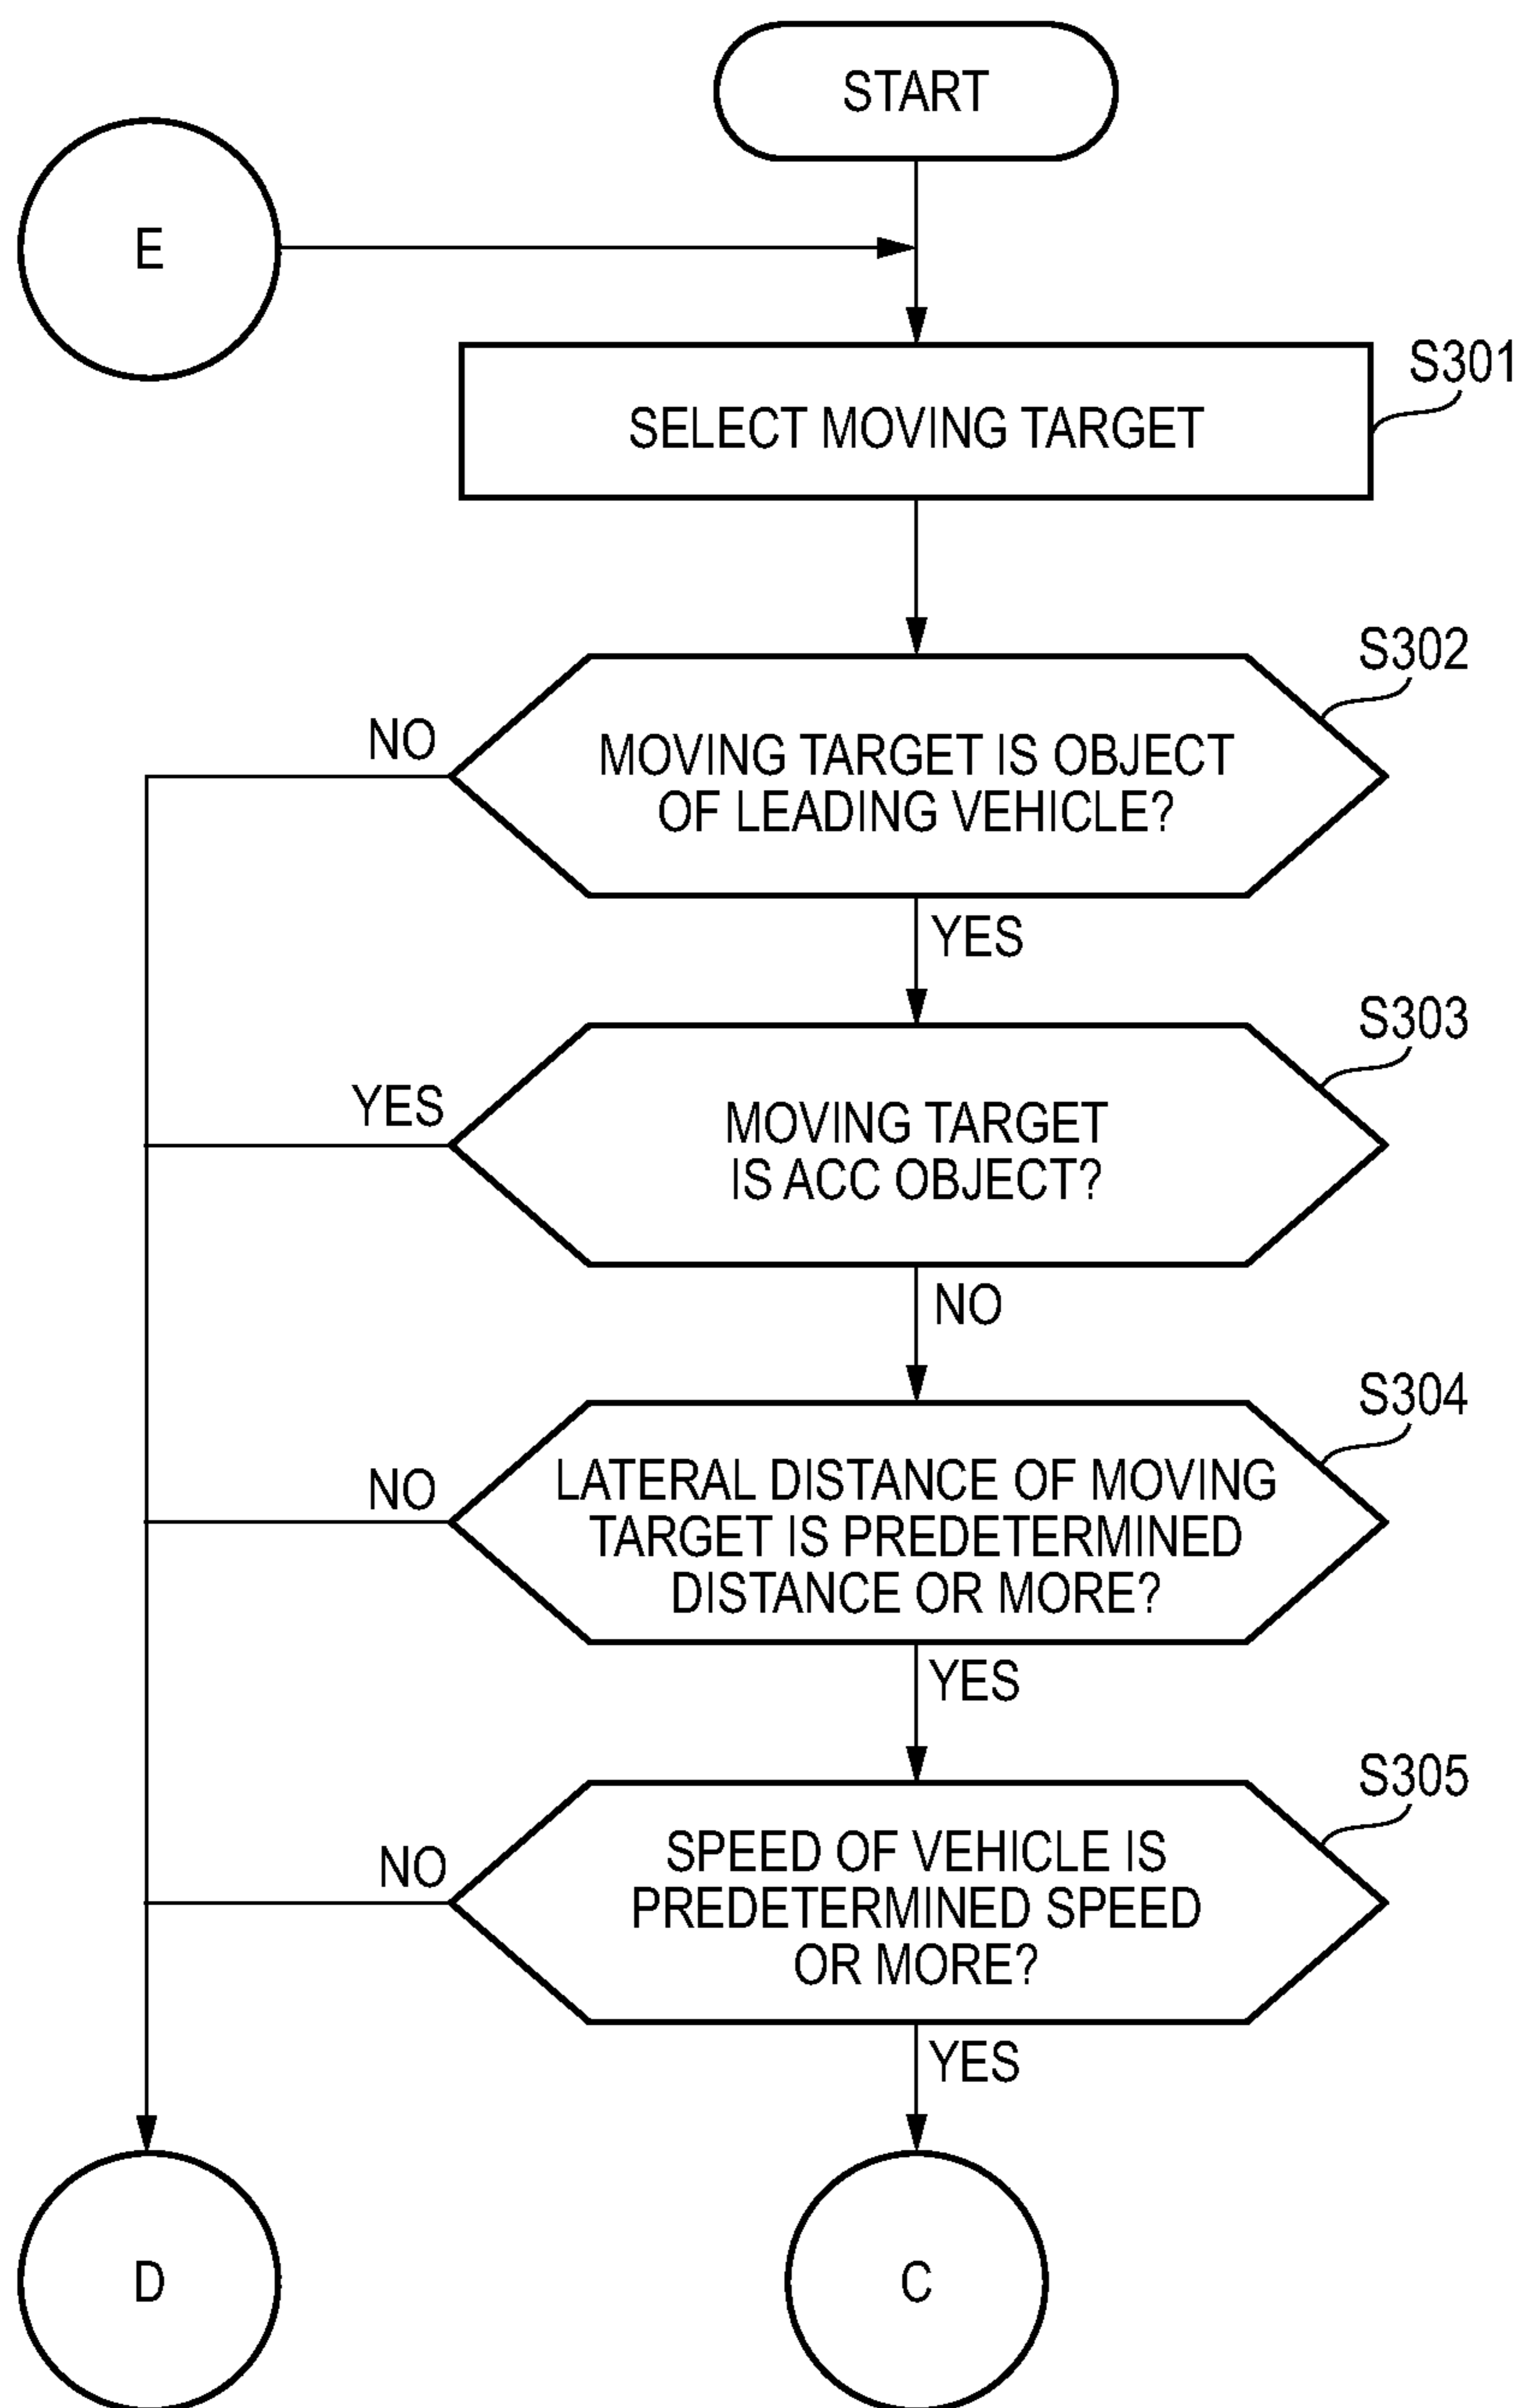 START
E
S301
SELECT MOVING TARGET
S302
NO
MOVING TARGET IS OBJECT
OF LEADING VEHICLE?
YES
S303
YES
MOVING TARGET
IS ACC OBJECT?
NO
S304
NO
LATERAL DISTANCE OF MOVING
TARGET IS PREDETERMINED
DISTANCE OR MORE?
YES
S305
NO
SPEED OF VEHICLE IS
PREDETERMINED SPEED
OR MORE?
YES
D
C